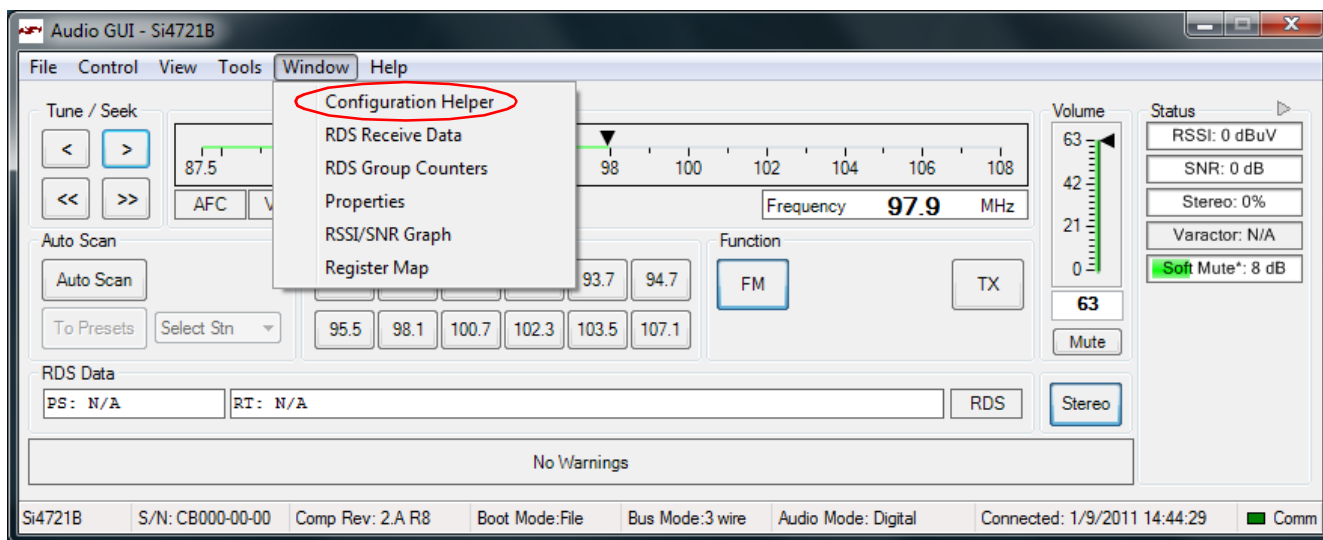 Audio GUI - Si4721B
File Control View Tools Window Help
Configuration Helper
RDS Receive Data
RDS Group Counters
Properties
RSSI/SNR Graph
Register Map
Tune / Seek
< >
<< >>
87.5 98 100 102 104 106 108
AFC
Frequency 97.9 MHz
Auto Scan
Auto Scan
To Presets Select Stn
93.7 94.7
95.5 98.1 100.7 102.3 103.5 107.1
Function
FM TX
Volume
63
42
21
0
63
Mute
Status
RSSI: 0 dBuV
SNR: 0 dB
Stereo: 0%
Varactor: N/A
Soft Mute*: 8 dB
RDS Data
PS: N/A RT: N/A RDS
Stereo
No Warnings
Si4721B S/N: CB000-00-00 Comp Rev: 2.A R8 Boot Mode:File Bus Mode:3 wire Audio Mode: Digital Connected: 1/9/2011 14:44:29 Comm